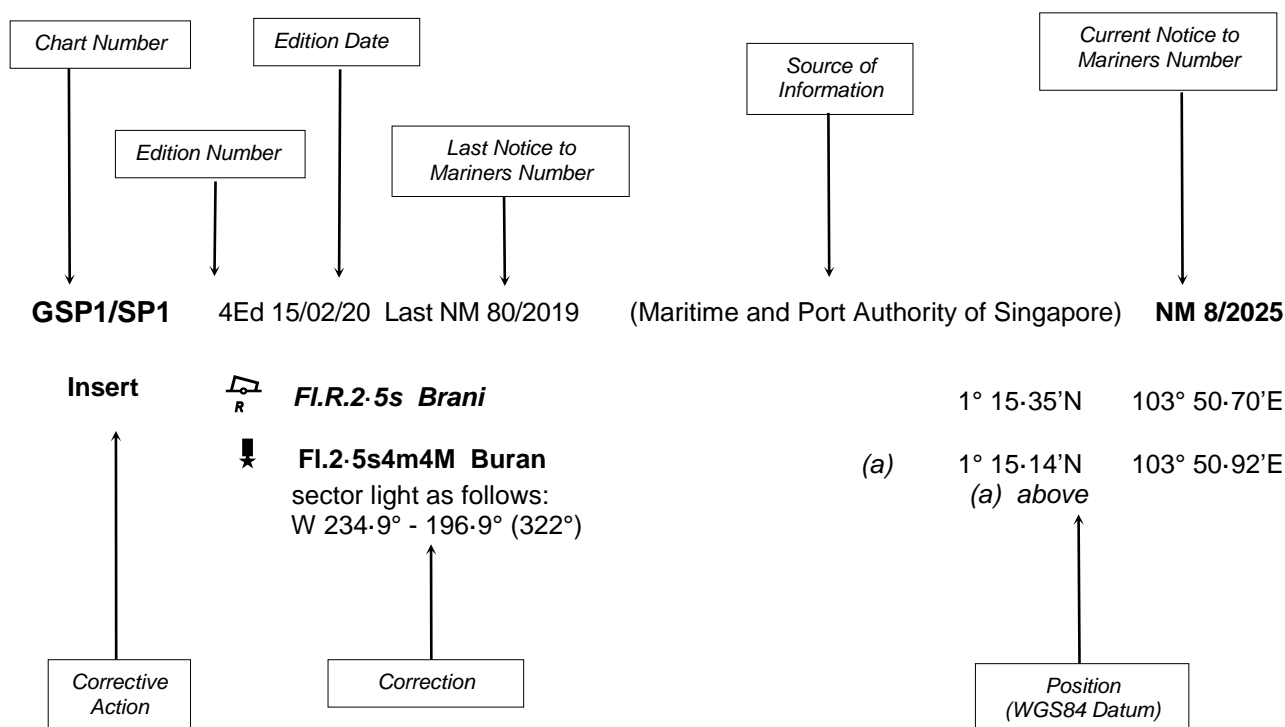 Chart Number
Edition Date
Current Notice to
Mariners Number
Source of
Information
Edition Number
Last Notice to
Mariners Number
GSP1/SP1 4Ed 15/02/20 Last NM 80/2019 (Maritime and Port Authority of Singapore) NM 8/2025
Insert R Fl.R.2·5s Brani 1° 15·35'N 103° 50·70'E
Fl.2·5s4m4M Buran (a) 1° 15·14'N 103° 50·92'E
sector light as follows: (a) above
W 234·9° - 196·9° (322°)
Corrective
Action
Correction
Position
(WGS84 Datum)